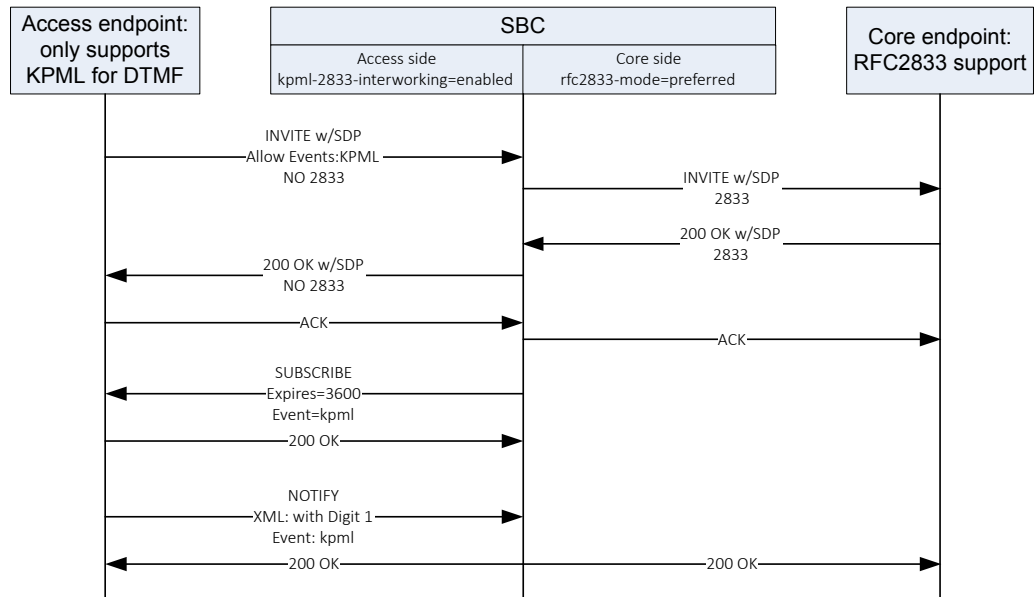 Access endpoint:
only supports
KPML for DTMF
SBC
Access side
kpml-2833-interworking=enabled
Core side
rfc2833-mode=preferred
Core endpoint:
RFC2833 support
INVITE w/SDP
Allow Events:KPML
NO 2833
INVITE w/SDP
2833
200 OK w/SDP
2833
200 OK w/SDP
NO 2833
ACK
ACK
SUBSCRIBE
Expires=3600
Event=kpml
200 OK
NOTIFY
XML: with Digit 1
Event: kpml
200 OK
200 OK